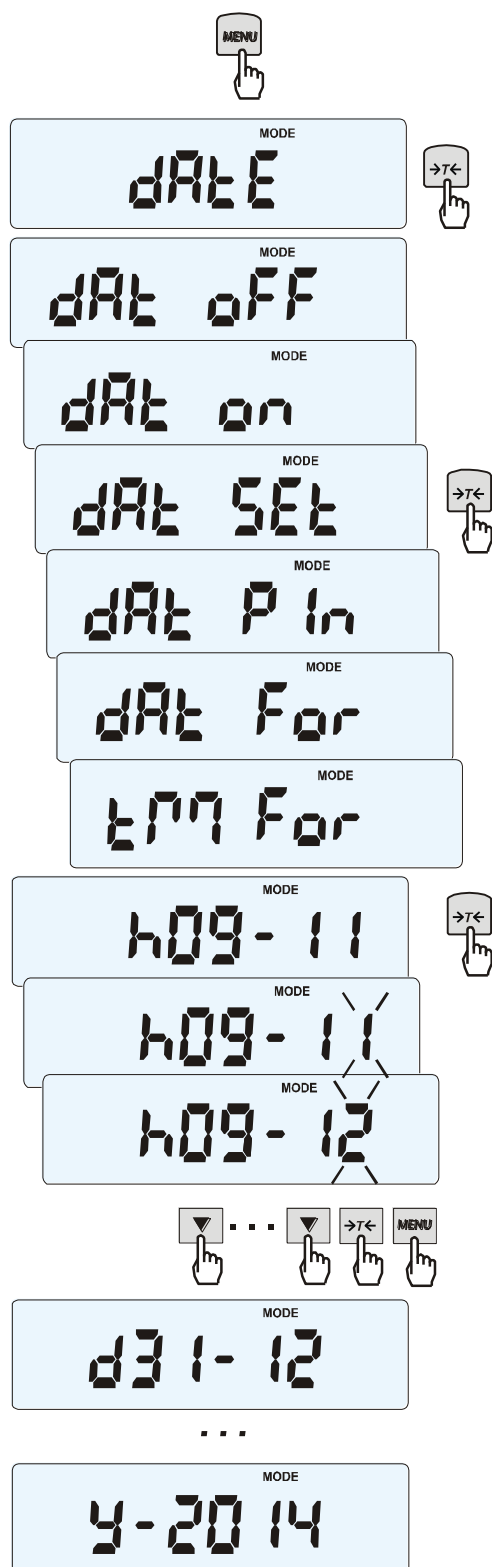 MENU
MODE
dAtE
→T←
MODE
dAt oFF
MODE
dAt on
MODE
dAt SEt
→T←
MODE
dAt PIn
MODE
dAt For
MODE
tM For
MODE
h09-11
→T←
MODE
h09-11
MODE
h09-12
▼ ... ▼ →T← MENU
MODE
d31-12
...
MODE
y-2014